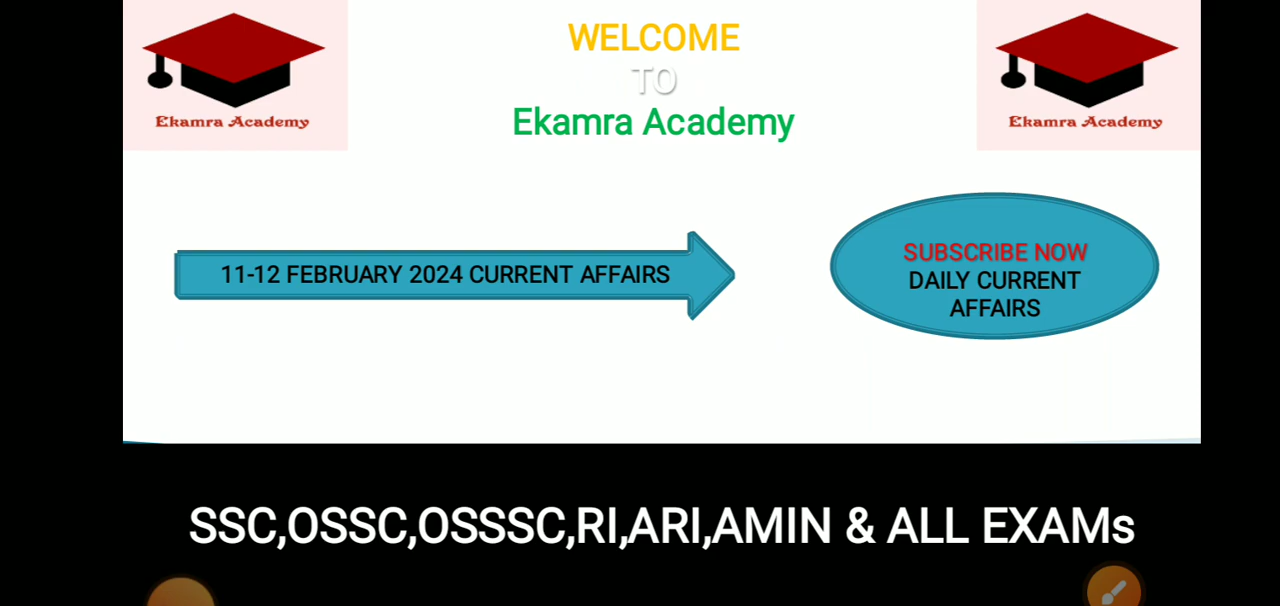 WELCOME
TO
Ekamra Academy
Ekamra Academy
Ekamra Academy
11-12 FEBRUARY 2024 CURRENT AFFAIRS
SUBSCRIBE NOW
DAILY CURRENT
AFFAIRS
SSC,OSSC,OSSSC,RI,ARI,AMIN & ALL EXAMs